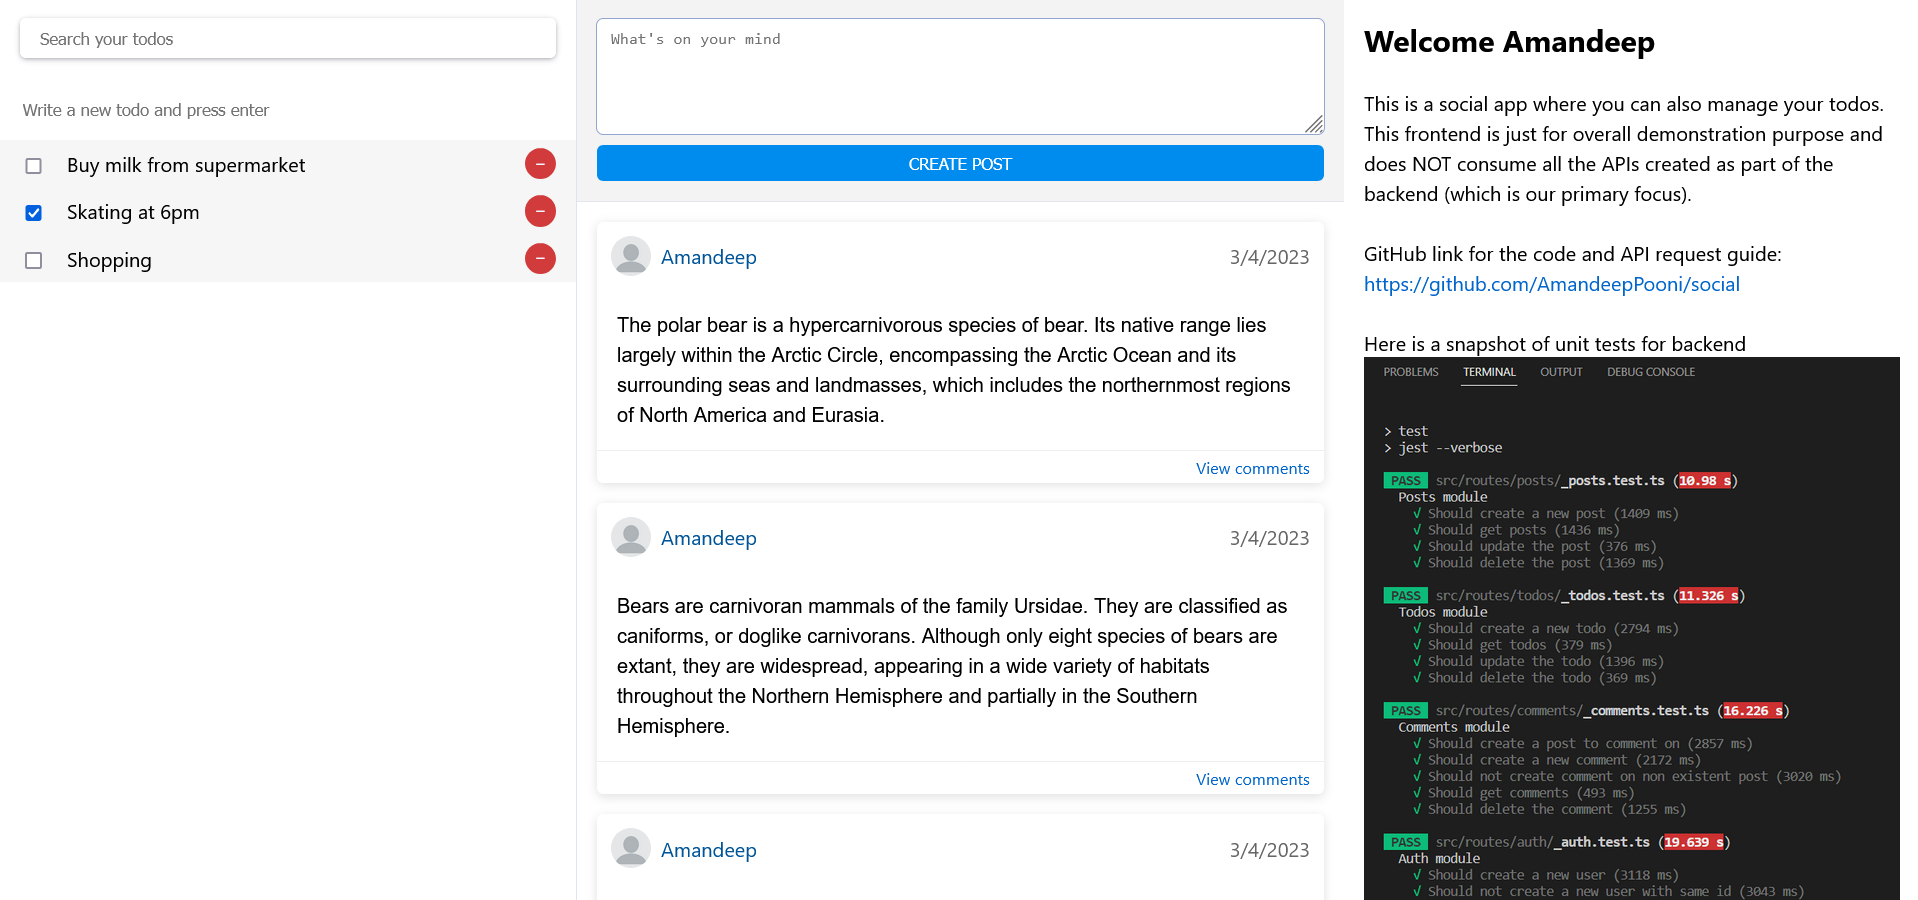 Search your todos
Write a new todo and press enter
Buy milk from supermarket
Skating at 6pm
Shopping
What's on your mind
CREATE POST
Amandeep
3/4/2023
The polar bear is a hypercarnivorous species of bear. Its native range lies
largely within the Arctic Circle, encompassing the Arctic Ocean and its
surrounding seas and landmasses, which includes the northernmost regions
of North America and Eurasia.
View comments
Amandeep
3/4/2023
Bears are carnivoran mammals of the family Ursidae. They are classified as
caniforms, or doglike carnivorans. Although only eight species of bears are
extant, they are widespread, appearing in a wide variety of habitats
throughout the Northern Hemisphere and partially in the Southern
Hemisphere.
View comments
Amandeep
3/4/2023
Welcome Amandeep
This is a social app where you can also manage your todos.
This frontend is just for overall demonstration purpose and
does NOT consume all the APIs created as part of the
backend (which is our primary focus).
GitHub link for the code and API request guide:
https://github.com/AmandeepPooni/social
Here is a snapshot of unit tests for backend
PROBLEMS TERMINAL OUTPUT DEBUG CONSOLE
> test
> jest --verbose
PASS src/routes/posts/_posts.test.ts (10.98 s)
Posts module
√ Should create a new post (1409 ms)
√ Should get posts (1436 ms)
√ Should update the post (376 ms)
√ Should delete the post (1369 ms)
PASS src/routes/todos/_todos.test.ts (11.326 s)
Todos module
√ Should create a new todo (2794 ms)
√ Should get todos (379 ms)
√ Should update the todo (1396 ms)
√ Should delete the todo (369 ms)
PASS src/routes/comments/_comments.test.ts (16.226 s)
Comments module
√ Should create a post to comment on (2857 ms)
√ Should create a new comment (2172 ms)
√ Should not create comment on non existent post (3020 ms)
√ Should get comments (493 ms)
√ Should delete the comment (1255 ms)
PASS src/routes/auth/_auth.test.ts (19.639 s)
Auth module
√ Should create a new user (3118 ms)
√ Should not create a new user with same id (3043 ms)